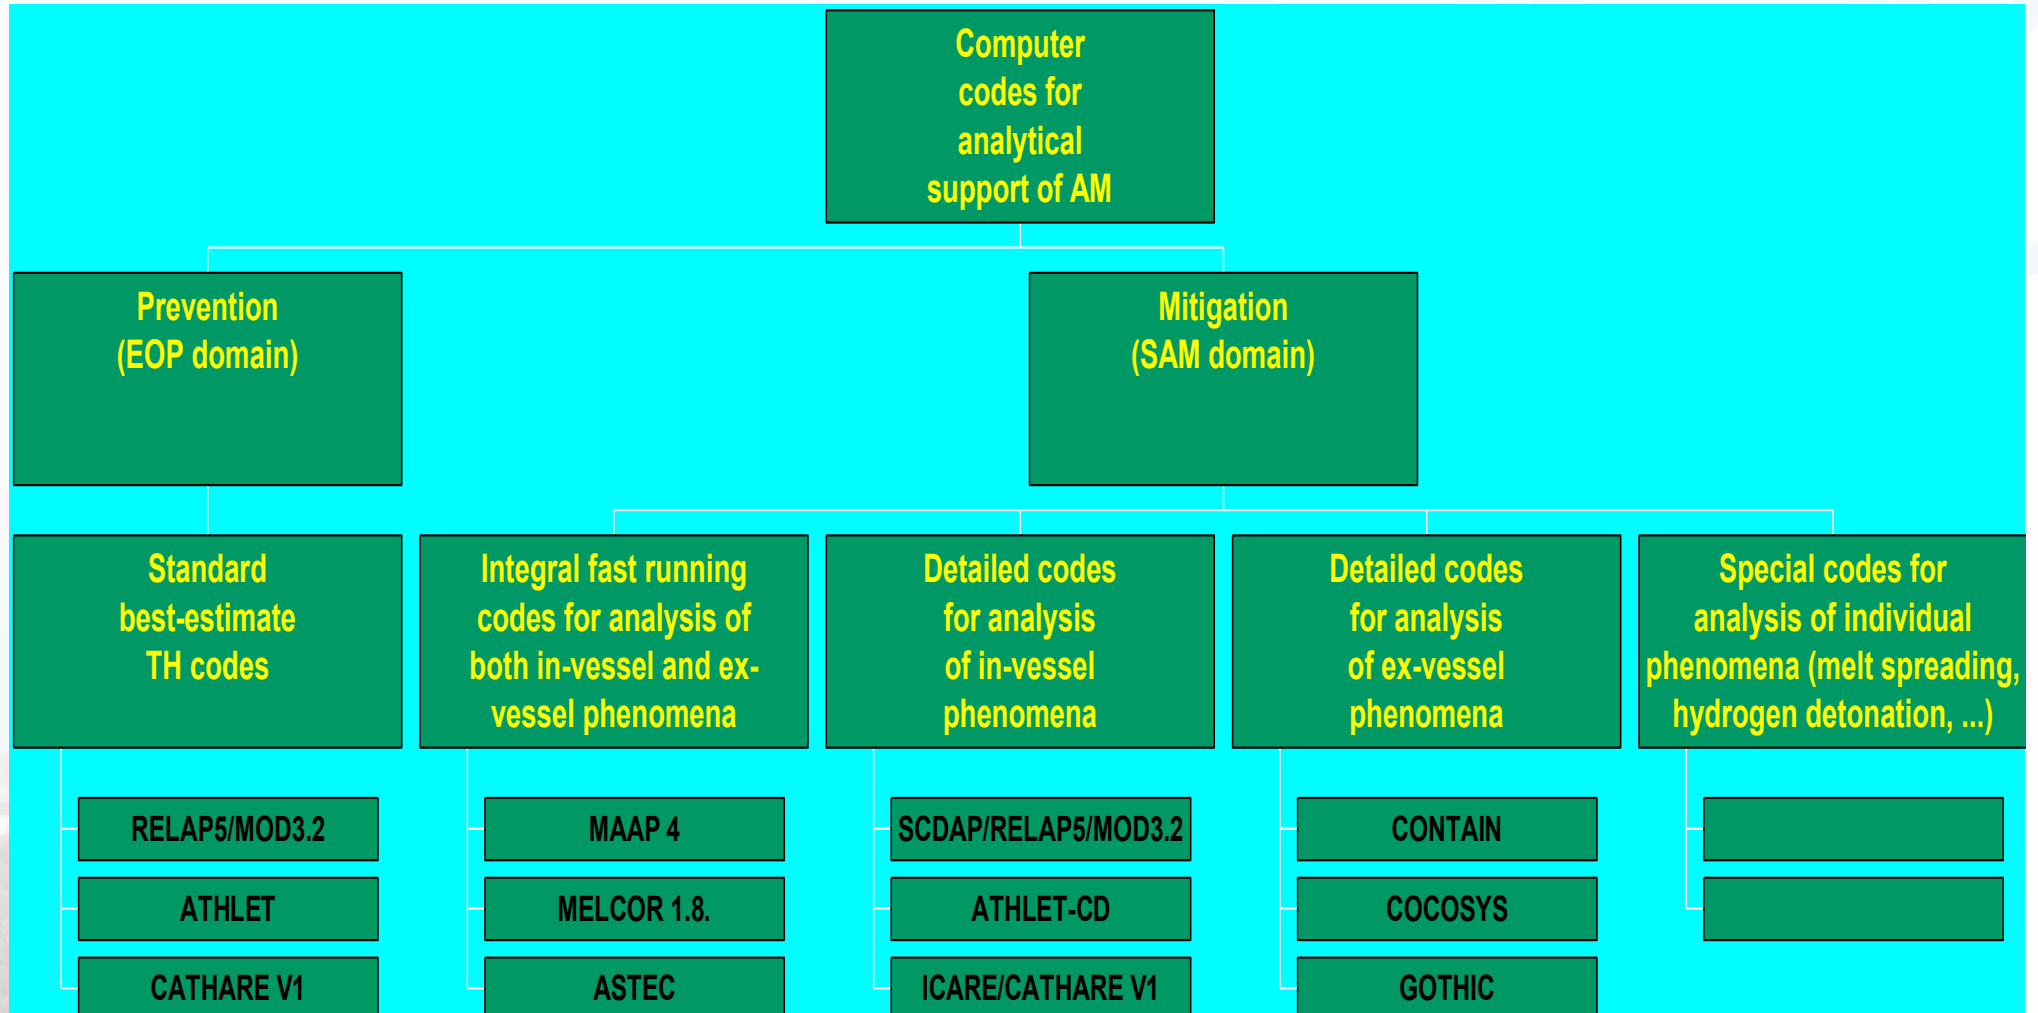 Computer
codes for
analytical
support of AM
Prevention
(EOP domain)
Mitigation
(SAM domain)
Standard
best-estimate
TH codes
Integral fast running
codes for analysis of
both in-vessel and ex-
vessel phenomena
Detailed codes
for analysis
of in-vessel
phenomena
Detailed codes
for analysis
of ex-vessel
phenomena
Special codes for
analysis of individual
phenomena (melt spreading,
hydrogen detonation, ...)
RELAP5/MOD3.2
ATHLET
CATHARE V1
MAAP 4
MELCOR 1.8.
ASTEC
SCDAP/RELAP5/MOD3.2
ATHLET-CD
ICARE/CATHARE V1
CONTAIN
COCOSYS
GOTHIC